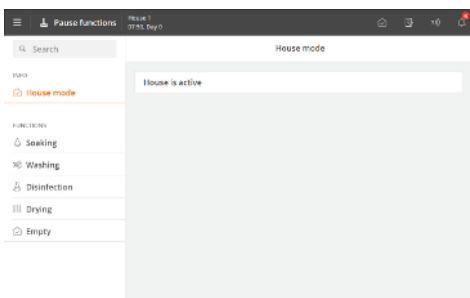 Pause functions
House 1
07:53, Day 0
Search
House mode
INFO
House mode
House is active
FUNCTIONS
Soaking
Washing
Disinfection
Drying
Empty